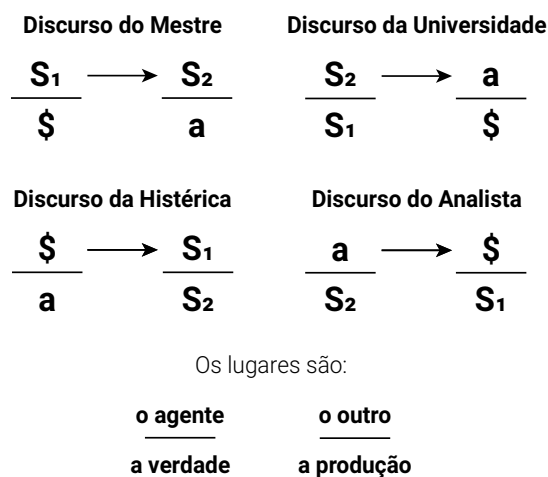 Discurso do Mestre
S₁ → S₂
$ a
Discurso da Universidade
S₂ → a
S₁ $
Discurso da Histérica
$ → S₁
a S₂
Discurso do Analista
a → $
S₂ S₁
Os lugares são:
o agente o outro
a verdade a produção